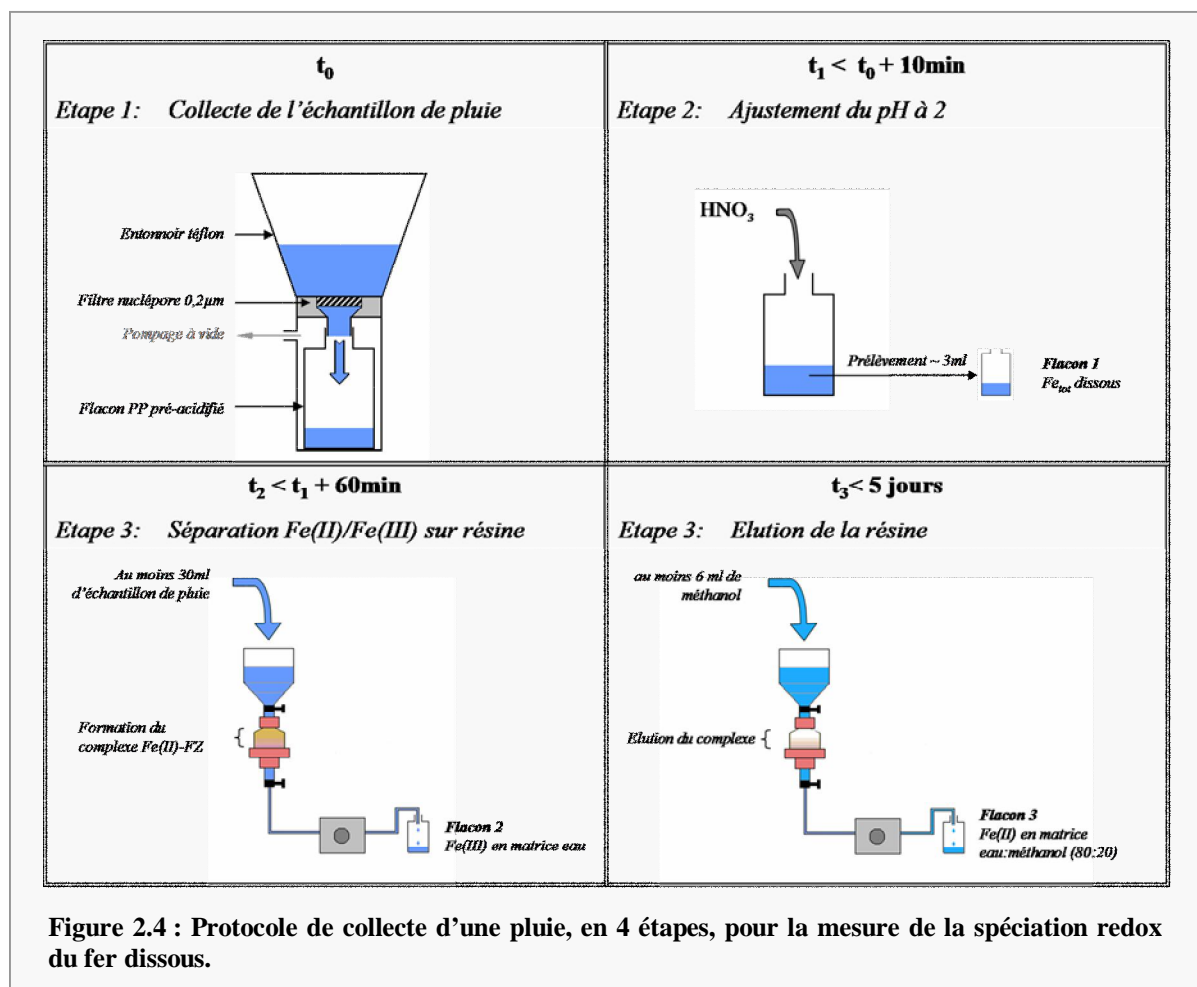 t0
Etape 1: Collecte de l'échantillon de pluie
Entonnoir téflon
Filtre nuclépore 0,2µm
Pompage à vide
Flacon PP pré-acidifié
t1 < t0 + 10min
Etape 2: Ajustement du pH à 2
HNO3
Prélèvement ~ 3ml
Flacon 1
Fetot dissous
t2 < t1 + 60min
Etape 3: Séparation Fe(II)/Fe(III) sur résine
Au moins 30ml
d'échantillon de pluie
Formation du
complexe Fe(II)-FZ
Flacon 2
Fe(III) en matrice eau
t3< 5 jours
Etape 3: Elution de la résine
au moins 6 ml de
méthanol
Elution du complexe
Flacon 3
Fe(II) en matrice
eau:méthanol (80:20)
Figure 2.4 : Protocole de collecte d'une pluie, en 4 étapes, pour la mesure de la spéciation redox
du fer dissous.